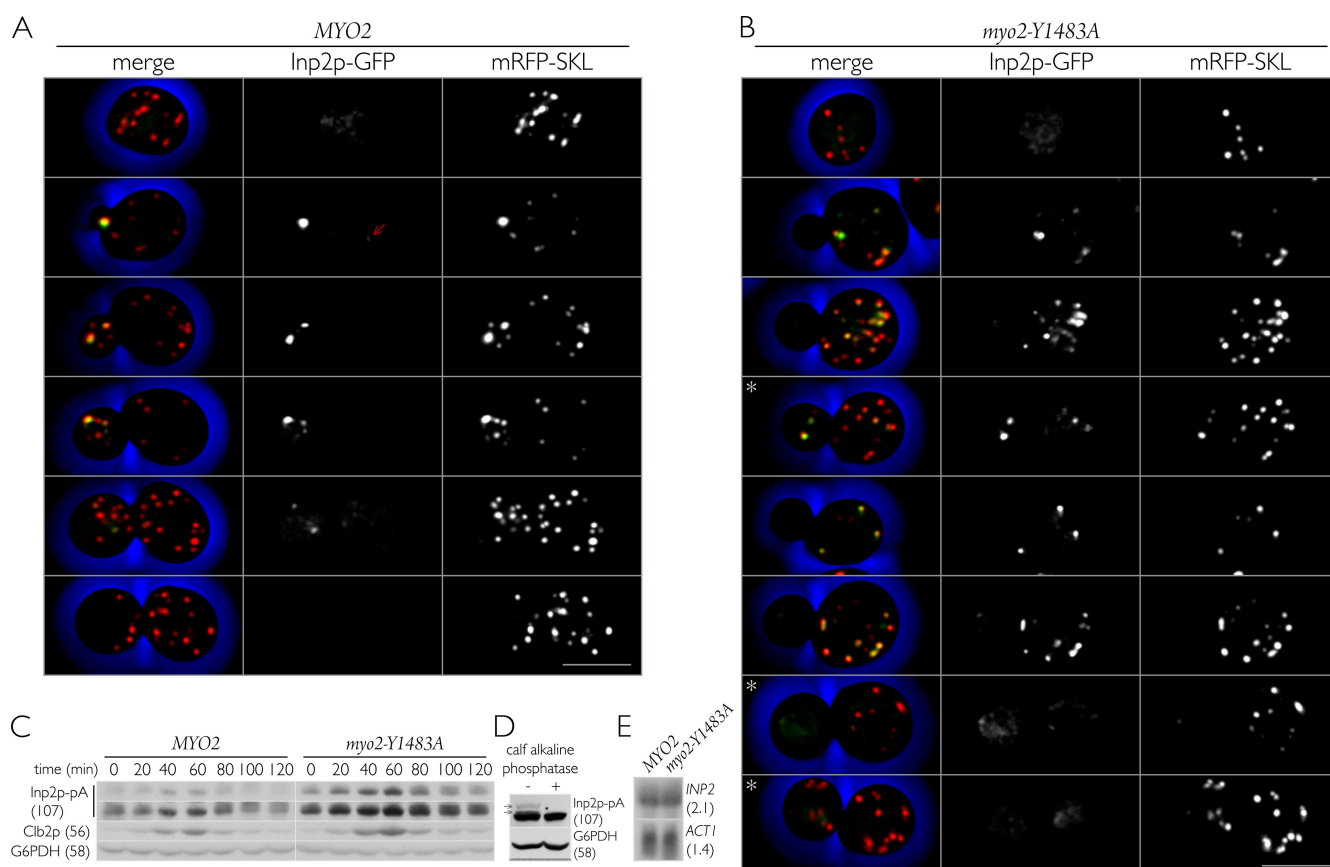 A
MYO2
merge Inp2p-GFP mRFP-SKL
B
myo2-Y1483A
merge Inp2p-GFP mRFP-SKL
*
*
*
C
MYO2 myo2-Y1483A
time (min) 0 20 40 60 80 100 120 0 20 40 60 80 100 120
Inp2p-pA
(107)
Clb2p (56)
G6PDH (58)
D
calf alkaline
phosphatase
- +
Inp2p-pA
(107)
G6PDH
(58)
E
MYO2
myo2-Y1483A
INP2
(2.1)
ACT1
(1.4)